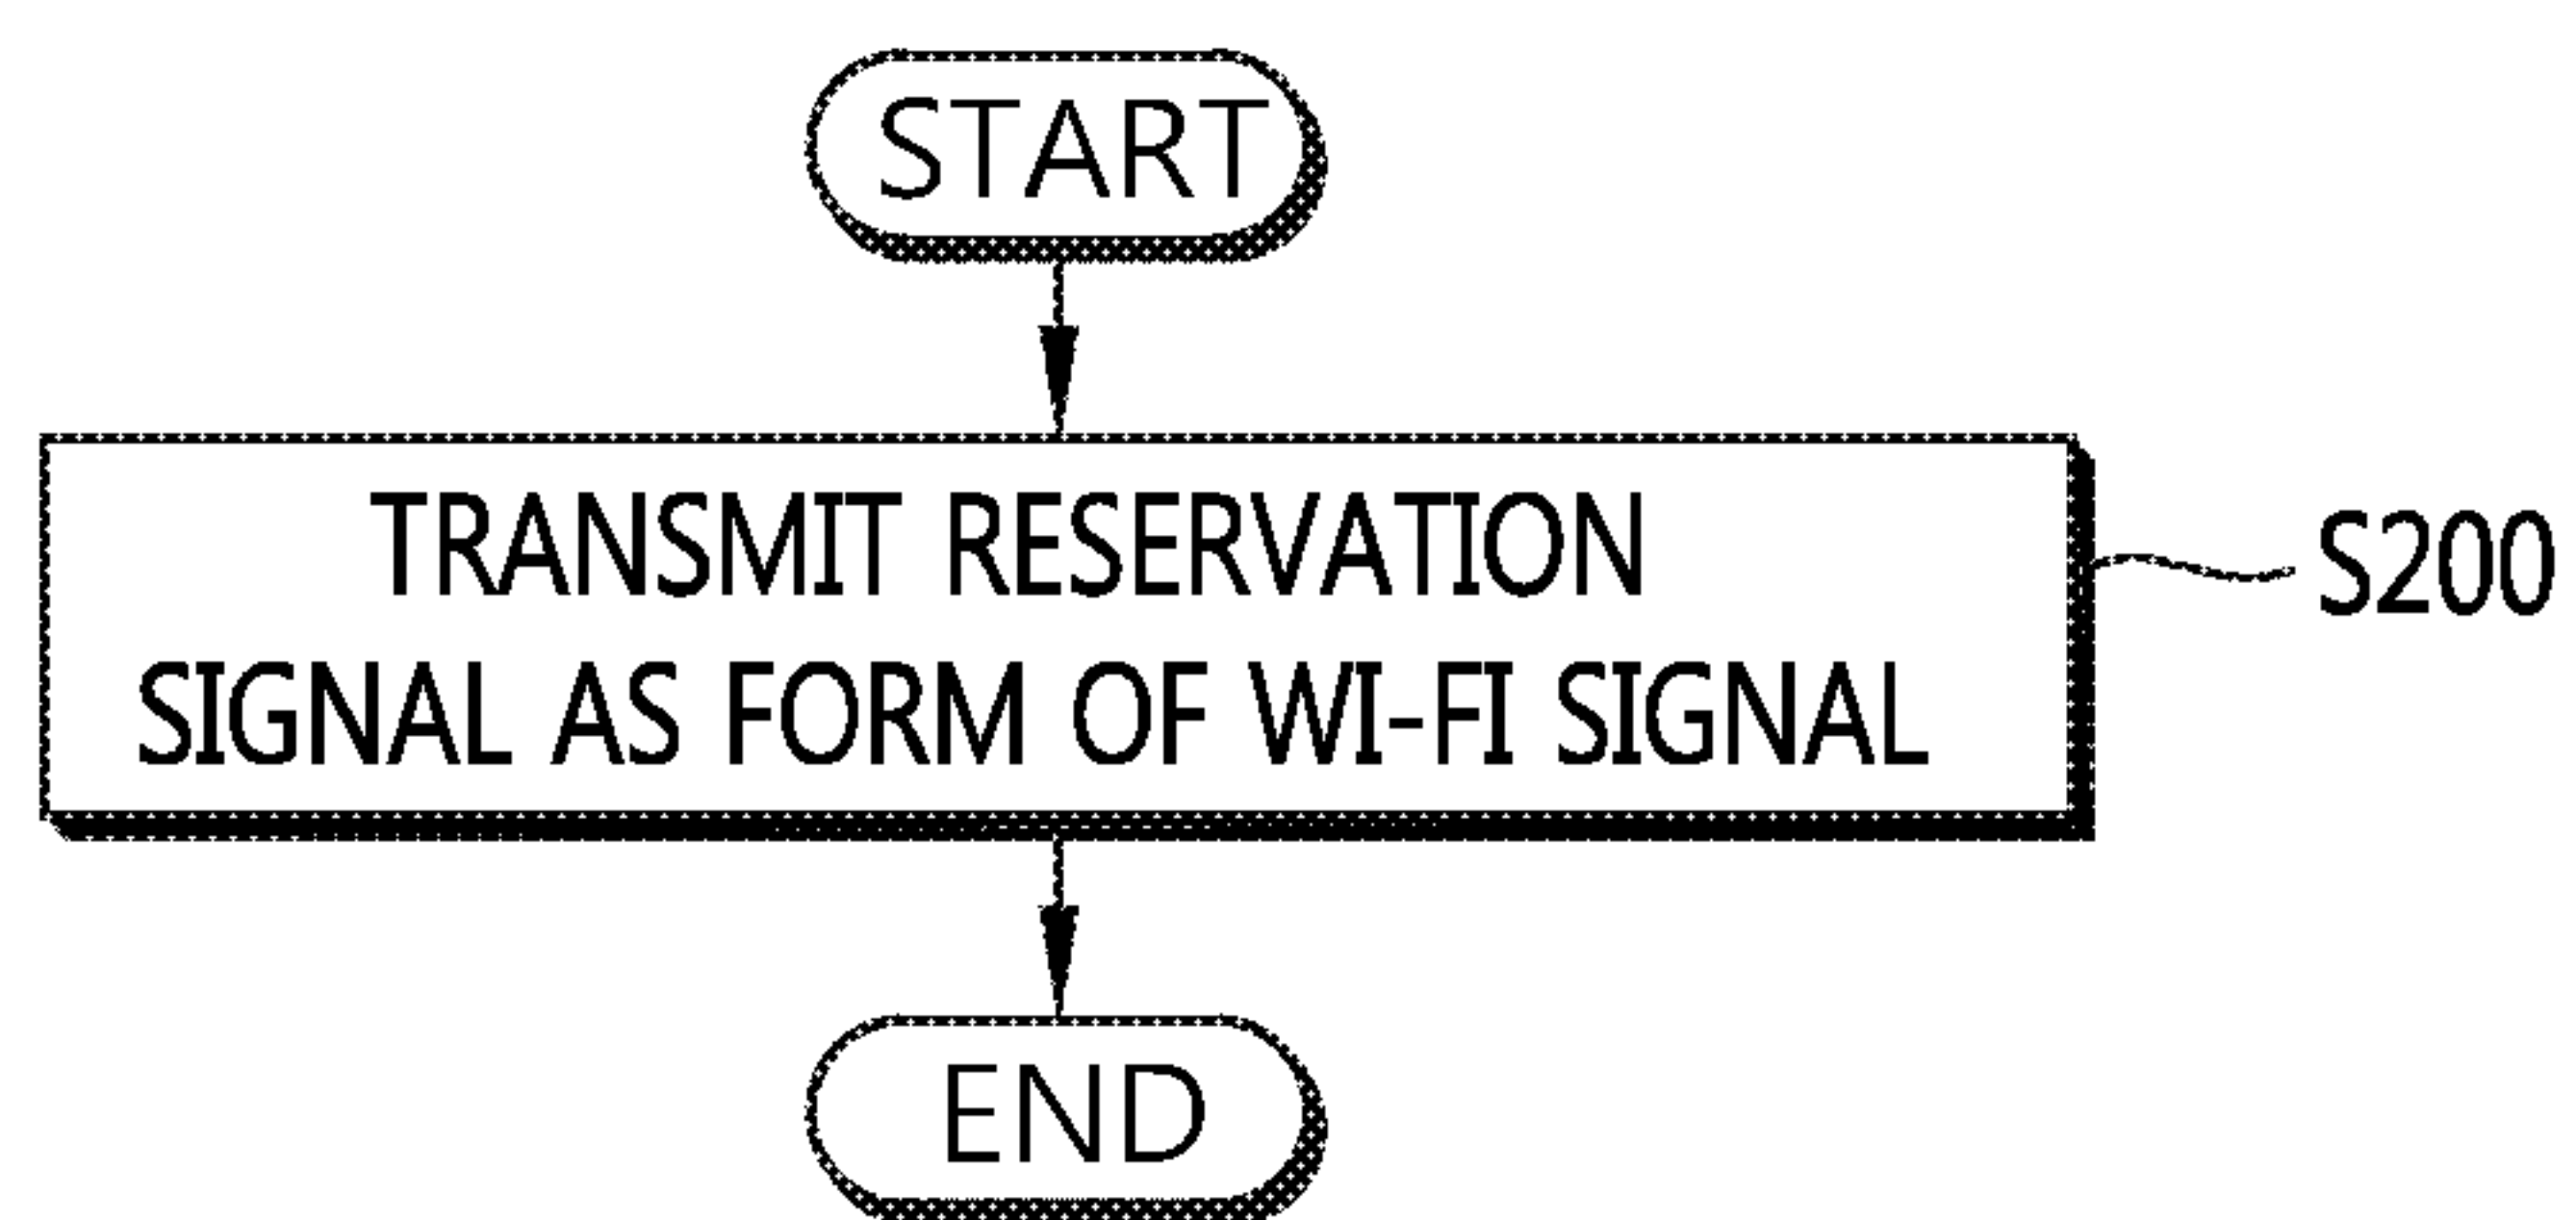 START
TRANSMIT RESERVATION
SIGNAL AS FORM OF WI-FI SIGNAL
S200
END